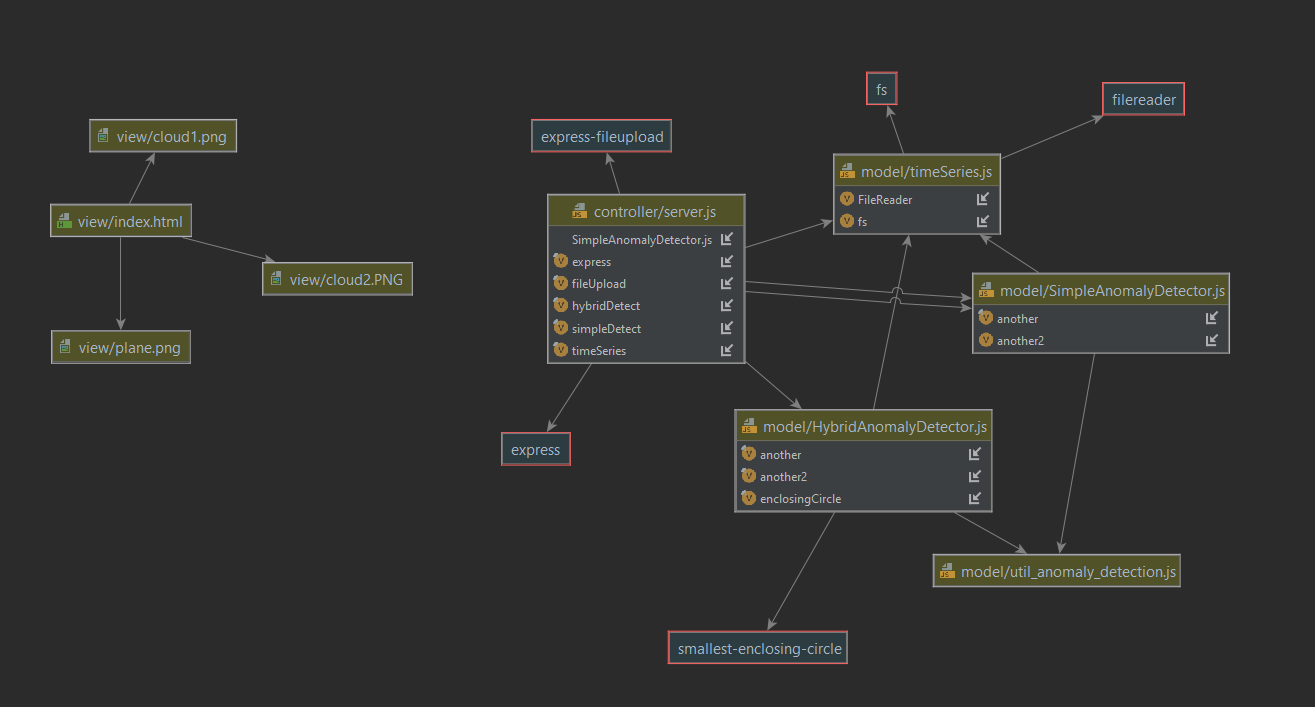 view/cloud1.png
view/index.html
view/cloud2.PNG
view/plane.png
express-fileupload
controller/server.js
SimpleAnomalyDetector.js
express
fileUpload
hybridDetect
simpleDetect
timeSeries
express
fs
filereader
model/timeSeries.js
FileReader
fs
model/SimpleAnomalyDetector.js
another
another2
model/HybridAnomalyDetector.js
another
another2
enclosingCircle
model/util_anomaly_detection.js
smallest-enclosing-circle